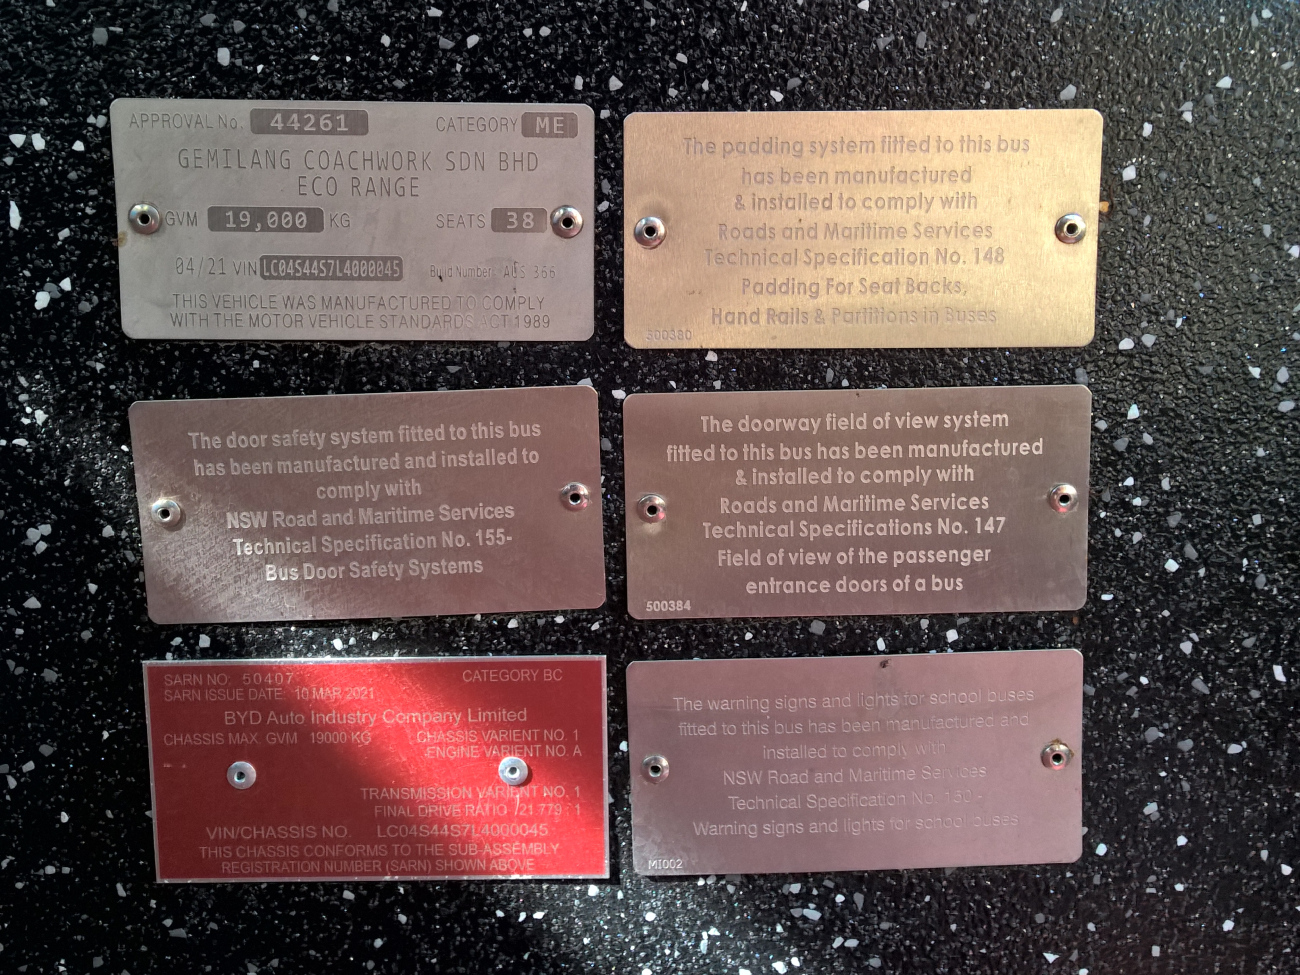 APPROVAL No. 44261 CATEGORY ME
GEMILANG COACHWORK SDN BHD
ECO RANGE
GVM 19,000 KG SEATS 38
04/21 VIN LC04S44S7L4000045 Build Number AUS 366
THIS VEHICLE WAS MANUFACTURED TO COMPLY
WITH THE MOTOR VEHICLE STANDARDS ACT 1989
The padding system fitted to this bus
has been manufactured
& installed to comply with
Roads and Maritime Services
Technical Specification No. 148
Padding For Seat Backs,
Hand Rails & Partitions in Buses
500380
The door safety system fitted to this bus
has been manufactured and installed to
comply with
NSW Road and Maritime Services
Technical Specification No. 155-
Bus Door Safety Systems
The doorway field of view system
fitted to this bus has been manufactured
& installed to comply with
Roads and Maritime Services
Technical Specifications No. 147
Field of view of the passenger
entrance doors of a bus
500384
SARN NO: 50407 CATEGORY BC
SARN ISSUE DATE 10 MAR 2021
BYD Auto Industry Company Limited
CHASSIS MAX GVM 19000 KG CHASSIS VARIENT NO. 1
ENGINE VARIENT NO. A
TRANSMISSION VARIENT NO. 1
FINAL DRIVE RATIO 21.779 : 1
VIN/CHASSIS NO. LC04S44S7L4000045
THIS CHASSIS CONFORMS TO THE SUB-ASSEMBLY
REGISTRATION NUMBER (SARN) SHOWN ABOVE
The warning signs and lights for school buses
fitted to this bus has been manufactured and
installed to comply with
NSW Road and Maritime Services
Technical Specification No. 150 -
Warning signs and lights for school buses
MI002